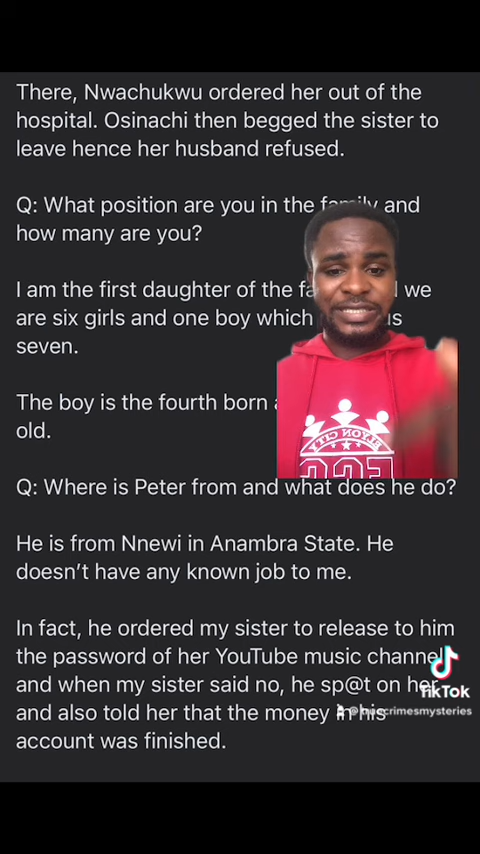 There, Nwachukwu ordered her out of the
hospital. Osinachi then begged the sister to
leave hence her husband refused.
Q: What position are you in the family and
how many are you?
I am the first daughter of the we
are six girls and one boy which
seven.
The boy is the fourth born
old.
ELYON CITY
Q: Where is Peter from and what does he do?
He is from Nnewi in Anambra State. He
doesn't have any known job to me.
In fact, he ordered my sister to release to him
the password of her YouTube music channel
and when my sister said no, he sp@t on her
TikTok
and also told her that the money in his
@truecrimesmysteries
account was finished.